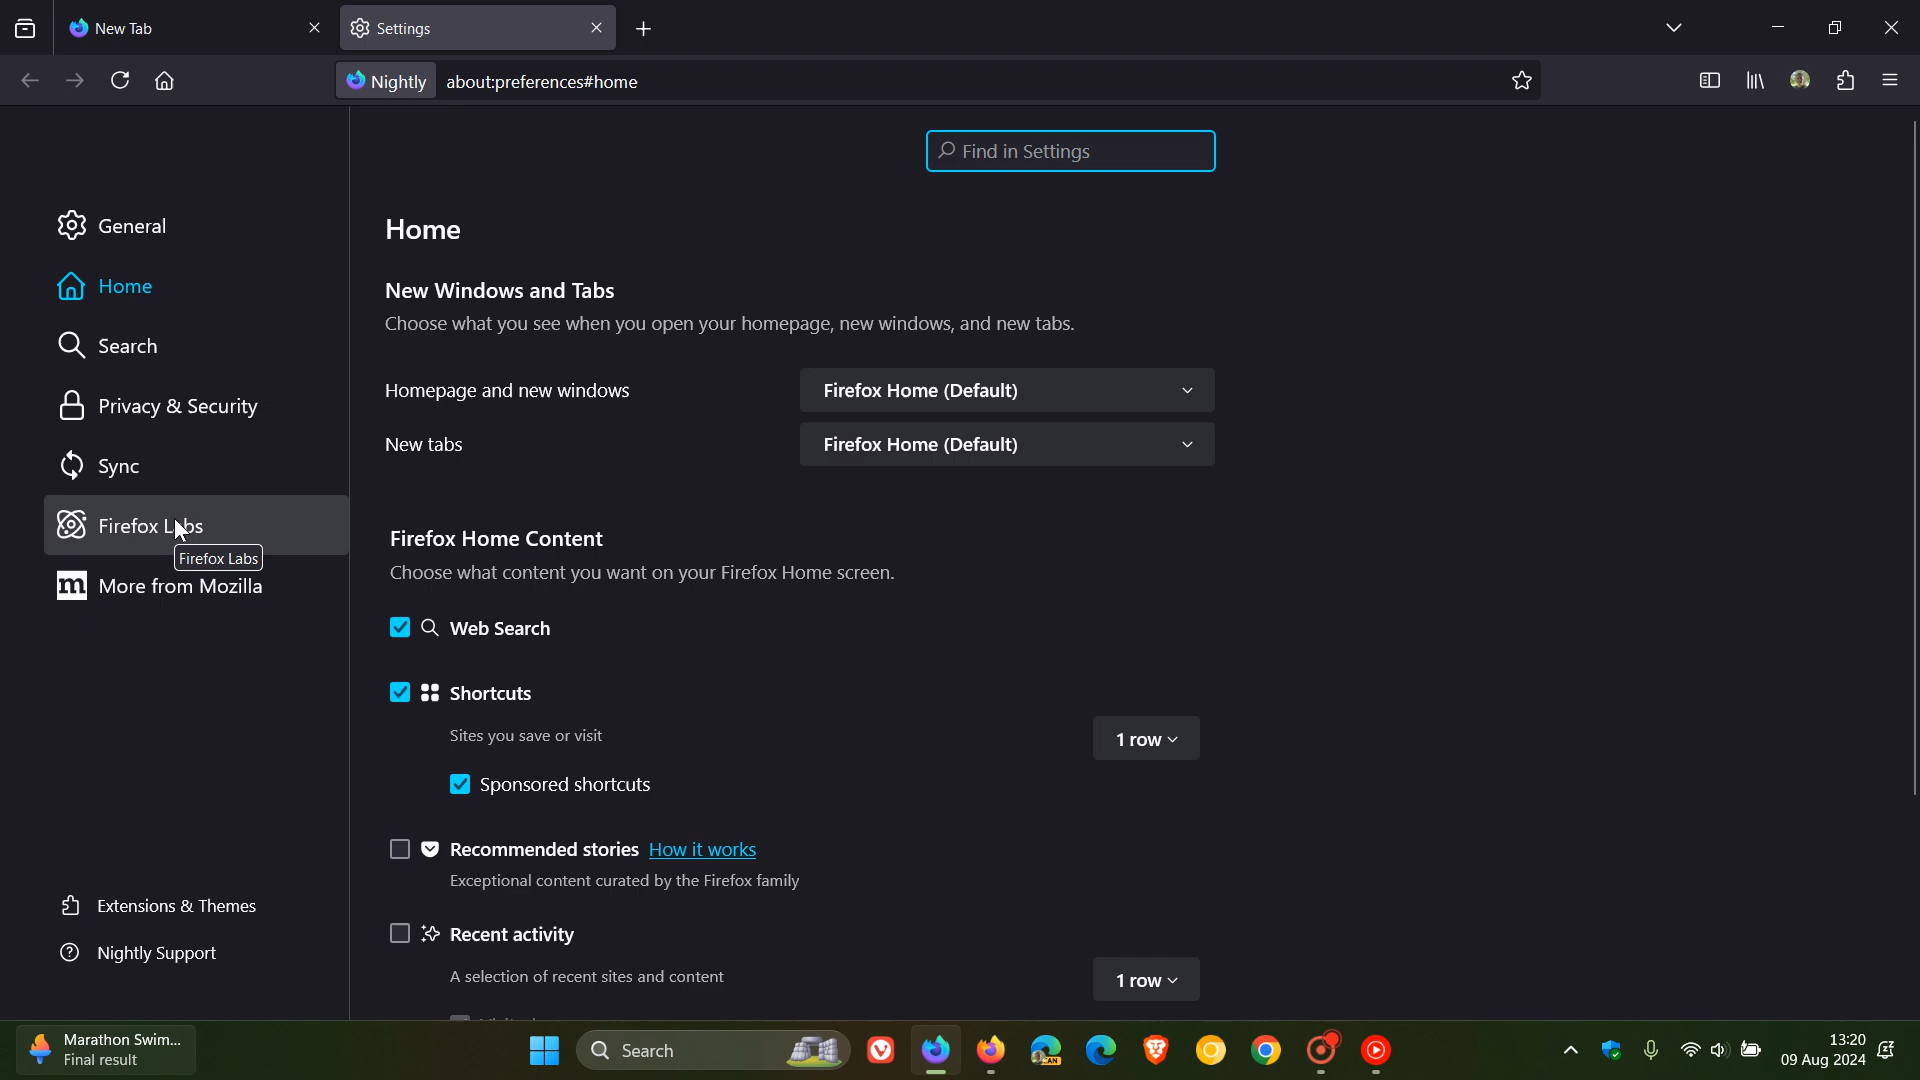 New Tab
Settings
Nightly
about:preferences#home
Find in Settings
General
Home
Search
Privacy & Security
Sync
Firefox Labs
Firefox Labs
More from Mozilla
Extensions & Themes
Nightly Support
Home
New Windows and Tabs
Choose what you see when you open your homepage, new windows, and new tabs.
Homepage and new windows
Firefox Home (Default)
New tabs
Firefox Home (Default)
Firefox Home Content
Choose what content you want on your Firefox Home screen.
Web Search
Shortcuts
Sites you save or visit
1 row
Sponsored shortcuts
Recommended stories How it works
Exceptional content curated by the Firefox family
Recent activity
A selection of recent sites and content
1 row
Marathon Swim...
Final result
Search
CAN
13:20
09 Aug 2024